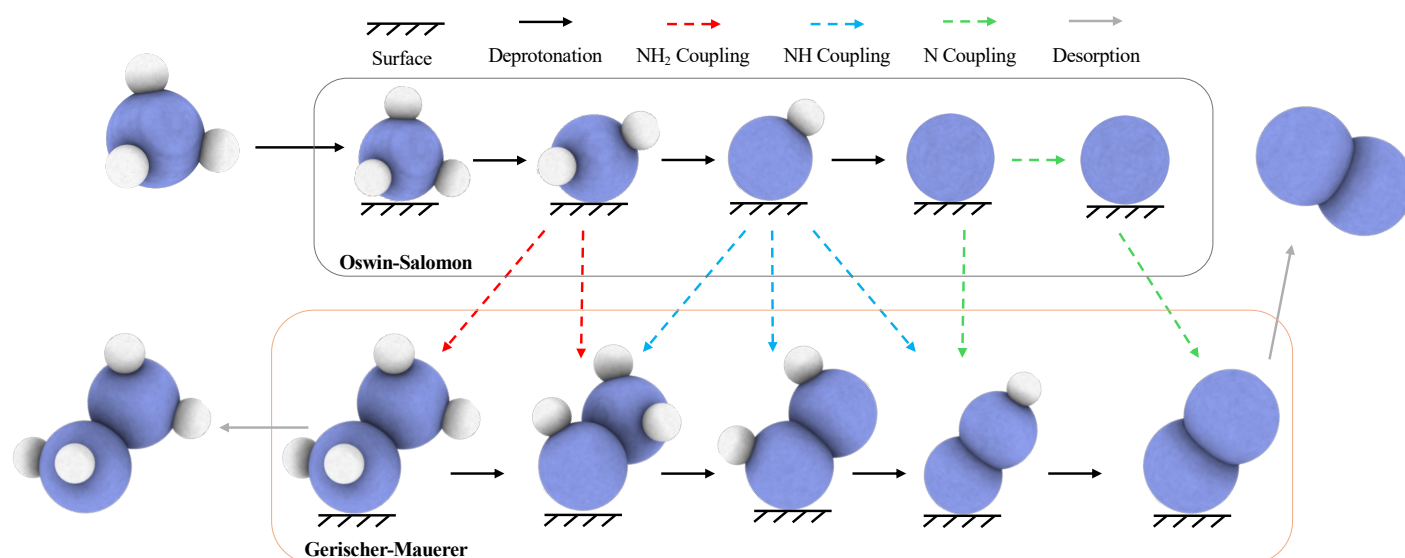 Surface
Deprotonation
NH₂ Coupling
NH Coupling
N Coupling
Desorption
Oswin-Salomon
Gerischer-Mauerer